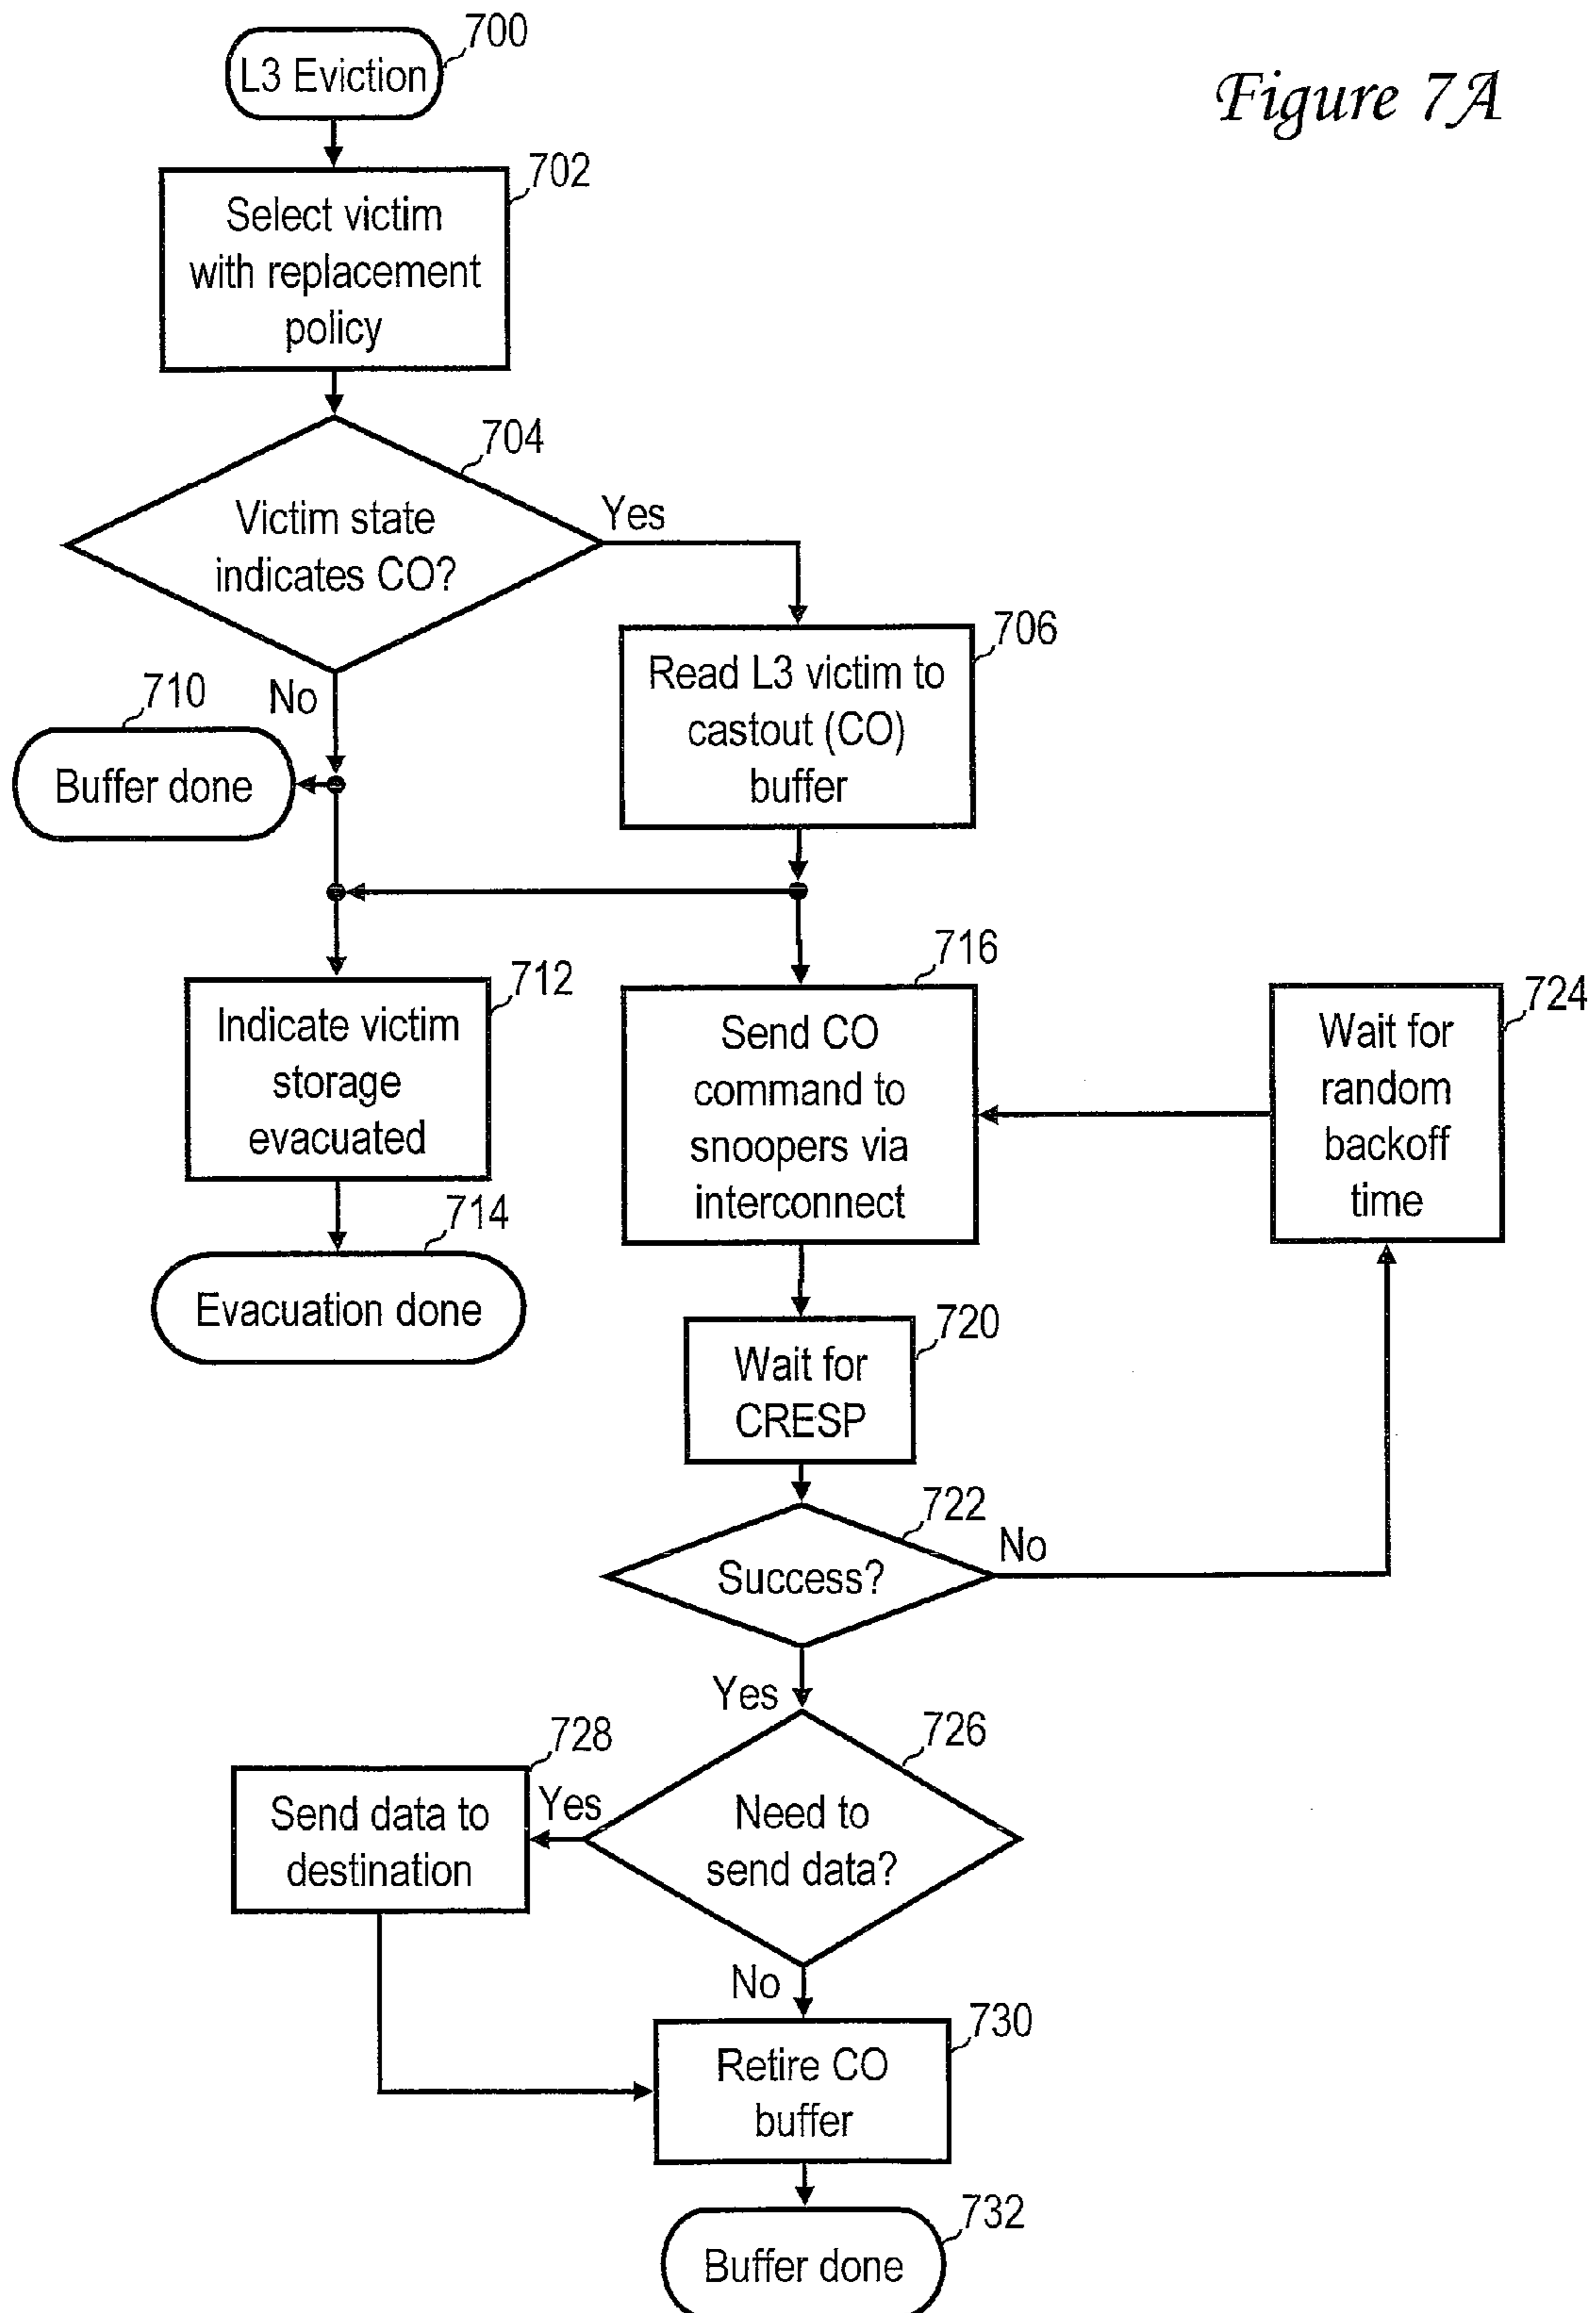 700
L3 Eviction
Figure 7A
702
Select victim
with replacement
policy
704
Victim state
indicates CO?
Yes
706
Read L3 victim to
castout (CO)
buffer
No
710
Buffer done
712
Indicate victim
storage
evacuated
714
Evacuation done
716
Send CO
command to
snoopers via
interconnect
724
Wait for
random
backoff
time
720
Wait for
CRESP
722
Success?
No
Yes
726
Need to
send data?
Yes
728
Send data to
destination
No
730
Retire CO
buffer
732
Buffer done